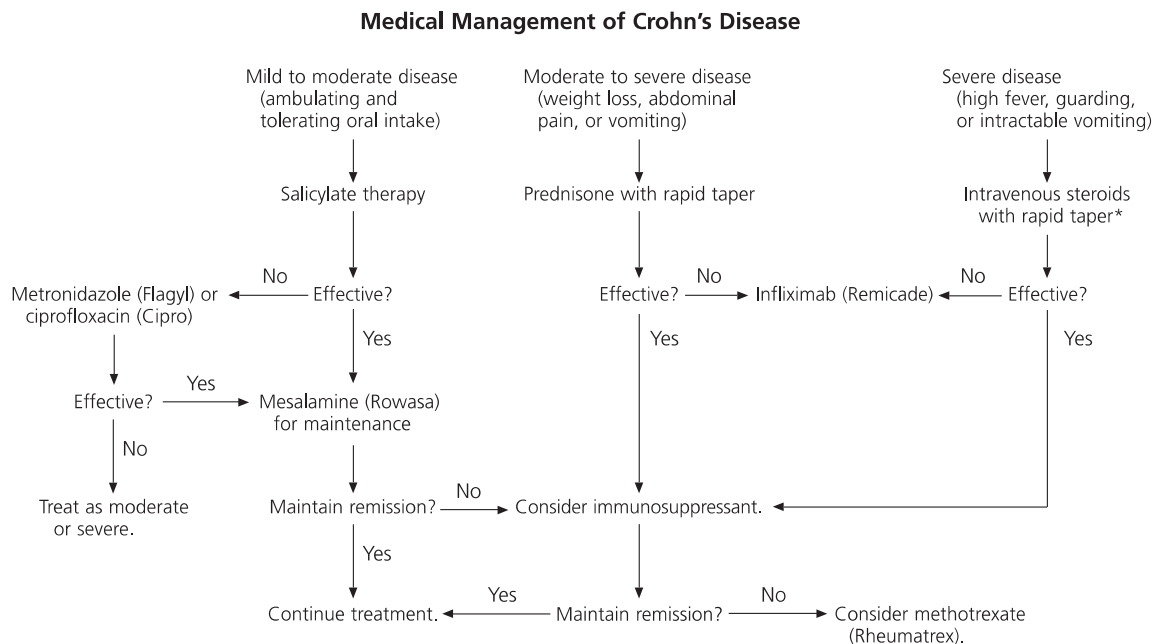 Medical Management of Crohn’s Disease
Mild to moderate disease
(ambulating and
tolerating oral intake)
Moderate to severe disease
(weight loss, abdominal
pain, or vomiting)
Severe disease
(high fever, guarding,
or intractable vomiting)
Salicylate therapy
Prednisone with rapid taper
Intravenous steroids
with rapid taper*
Metronidazole (Flagyl) or
ciprofloxacin (Cipro)
No
Effective?
Effective?
No
Infliximab (Remicade)
No
Effective?
Yes
Yes
Yes
Effective?
Yes
Mesalamine (Rowasa)
for maintenance
No
Treat as moderate
or severe.
Maintain remission?
No
Consider immunosuppressant.
Yes
Continue treatment.
Yes
Maintain remission?
No
Consider methotrexate
(Rheumatrex).